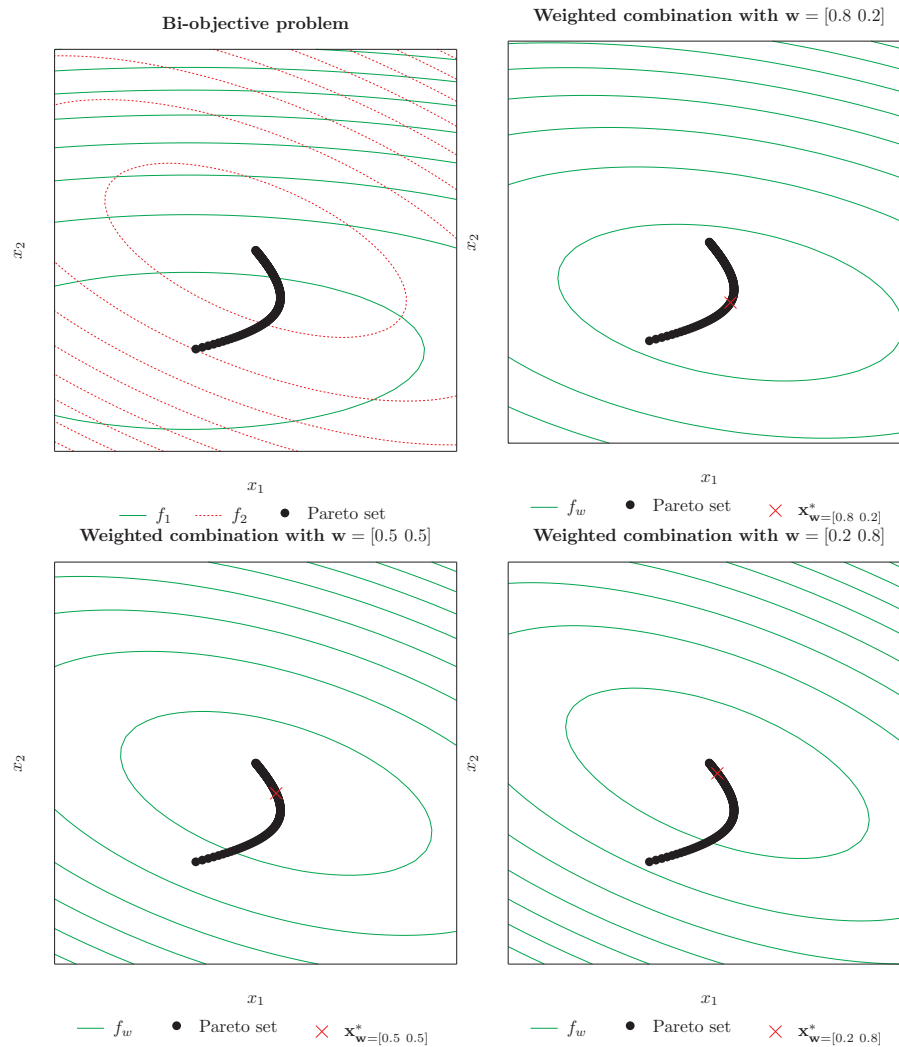 Bi-objective problem
x₂
x₁
f₁ f₂ Pareto set
Weighted combination with w = [0.8 0.2]
x₂
x₁
f_w Pareto set x*_w=[0.8 0.2]
Weighted combination with w = [0.5 0.5]
x₂
x₁
f_w Pareto set x*_w=[0.5 0.5]
Weighted combination with w = [0.2 0.8]
x₂
x₁
f_w Pareto set x*_w=[0.2 0.8]